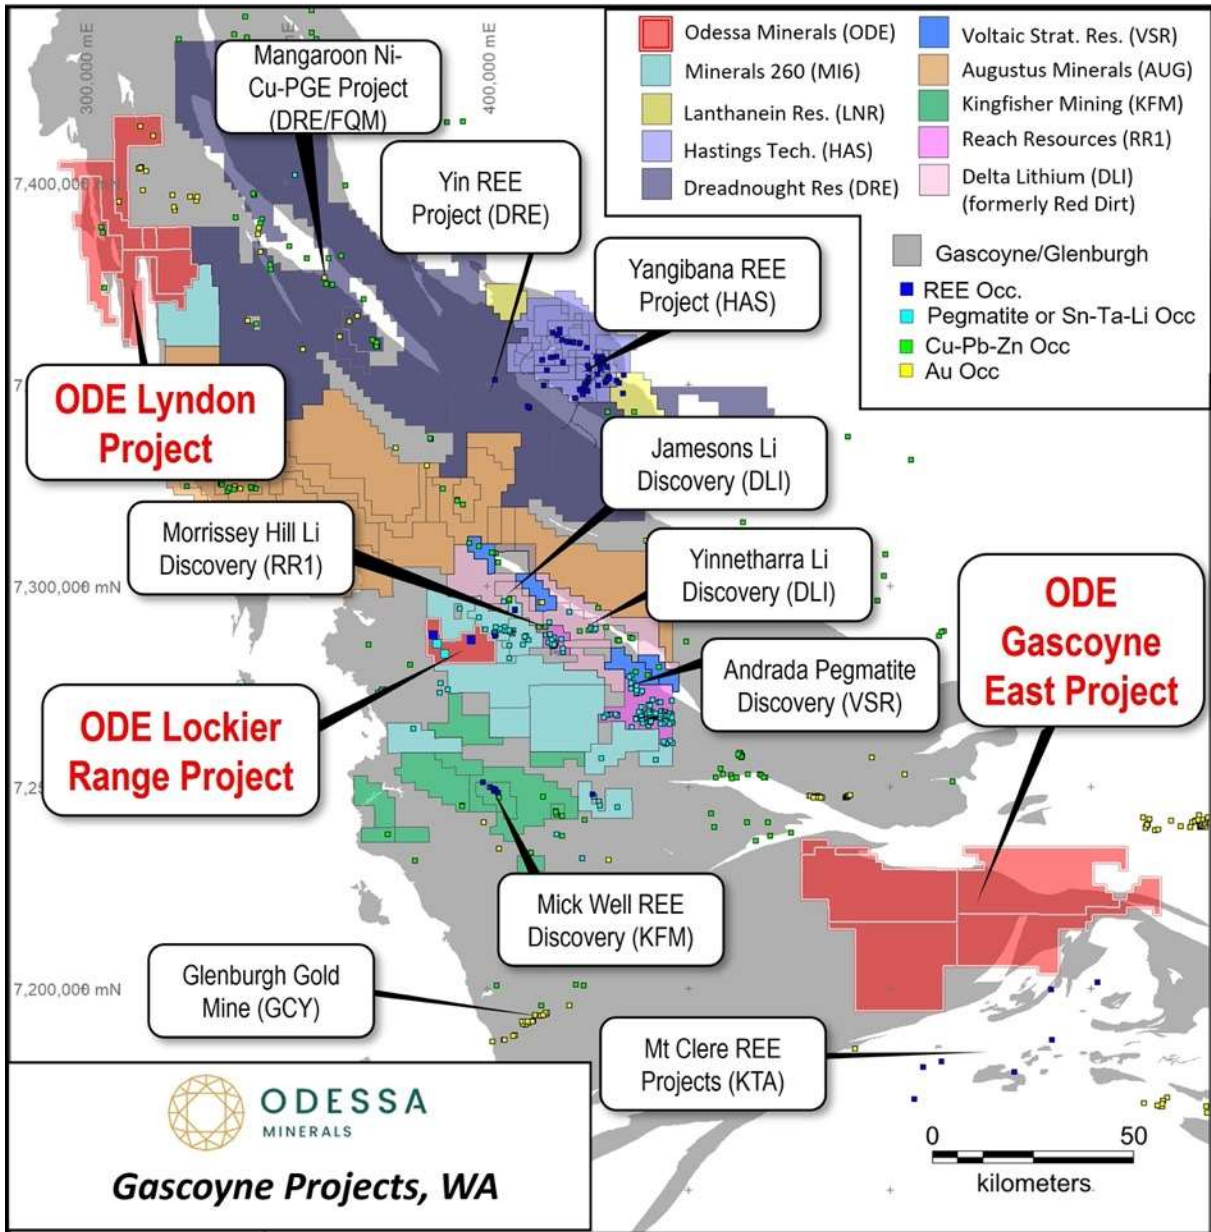 300,000 mE
400,000 mE
Mangaroon Ni-
Cu-PGE Project
(DRE/FQM)
Odessa Minerals (ODE)
Minerals 260 (MI6)
Lanthanein Res. (LNR)
Hastings Tech. (HAS)
Dreadnought Res (DRE)
Voltaic Strat. Res. (VSR)
Augustus Minerals (AUG)
Kingfisher Mining (KFM)
Reach Resources (RR1)
Delta Lithium (DLI)
(formerly Red Dirt)
Gascoyne/Glenburgh
REE Occ.
Pegmatite or Sn-Ta-Li Occ
Cu-Pb-Zn Occ
Au Occ
7,400,000 mN
Yin REE
Project (DRE)
Yangibana REE
Project (HAS)
ODE Lyndon
Project
Jamesons Li
Discovery (DLI)
Morrissey Hill Li
Discovery (RR1)
Yinnetharra Li
Discovery (DLI)
7,300,000 mN
ODE
Gascoyne
East Project
Andrada Pegmatite
Discovery (VSR)
ODE Lockier
Range Project
7,25
Mick Well REE
Discovery (KFM)
Glenburgh Gold
Mine (GCY)
7,200,000 mN
Mt Clere REE
Projects (KTA)
ODESSA
MINERALS
Gascoyne Projects, WA
0 50
kilometers